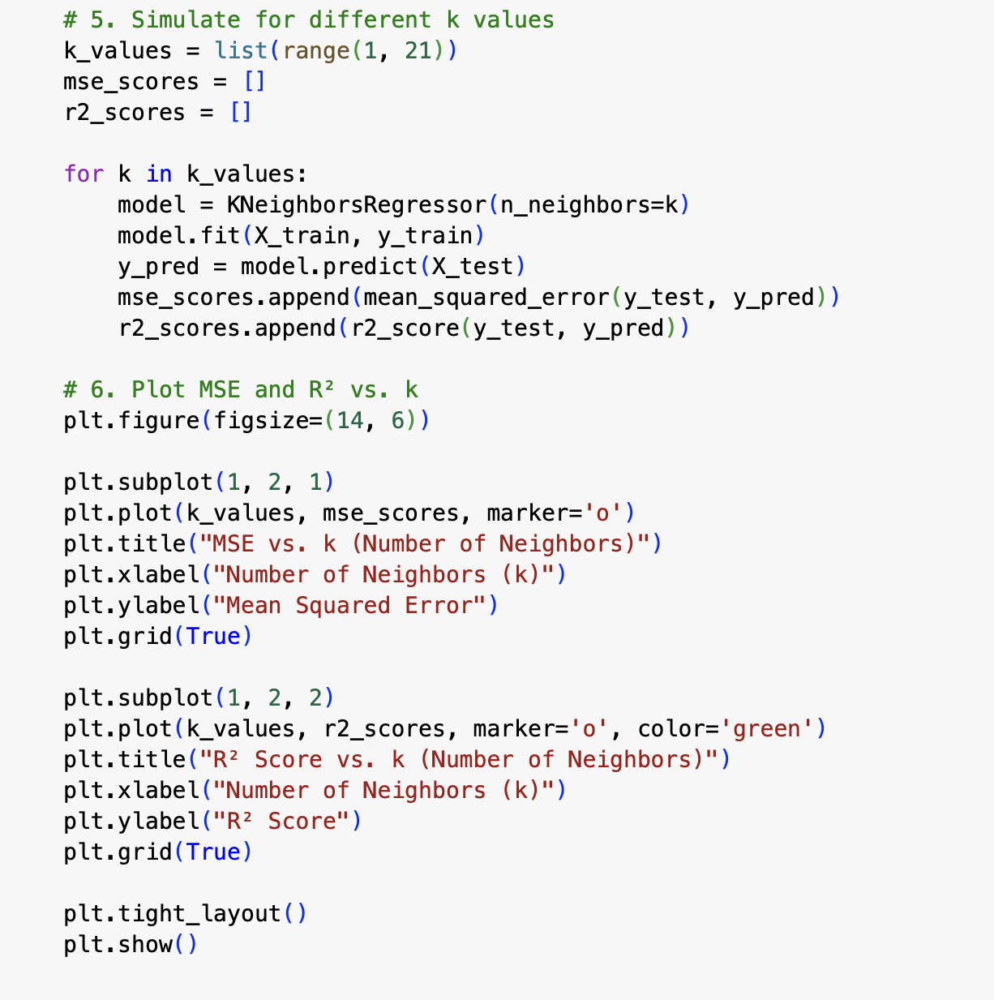 # 5. Simulate for different k values
k_values = list(range(1, 21))
mse_scores = []
r2_scores = []
for k in k_values:
    model = KNeighborsRegressor(n_neighbors=k)
    model.fit(X_train, y_train)
    y_pred = model.predict(X_test)
    mse_scores.append(mean_squared_error(y_test, y_pred))
    r2_scores.append(r2_score(y_test, y_pred))
# 6. Plot MSE and R² vs. k
plt.figure(figsize=(14, 6))
plt.subplot(1, 2, 1)
plt.plot(k_values, mse_scores, marker='o')
plt.title("MSE vs. k (Number of Neighbors)")
plt.xlabel("Number of Neighbors (k)")
plt.ylabel("Mean Squared Error")
plt.grid(True)
plt.subplot(1, 2, 2)
plt.plot(k_values, r2_scores, marker='o', color='green')
plt.title("R² Score vs. k (Number of Neighbors)")
plt.xlabel("Number of Neighbors (k)")
plt.ylabel("R² Score")
plt.grid(True)
plt.tight_layout()
plt.show()